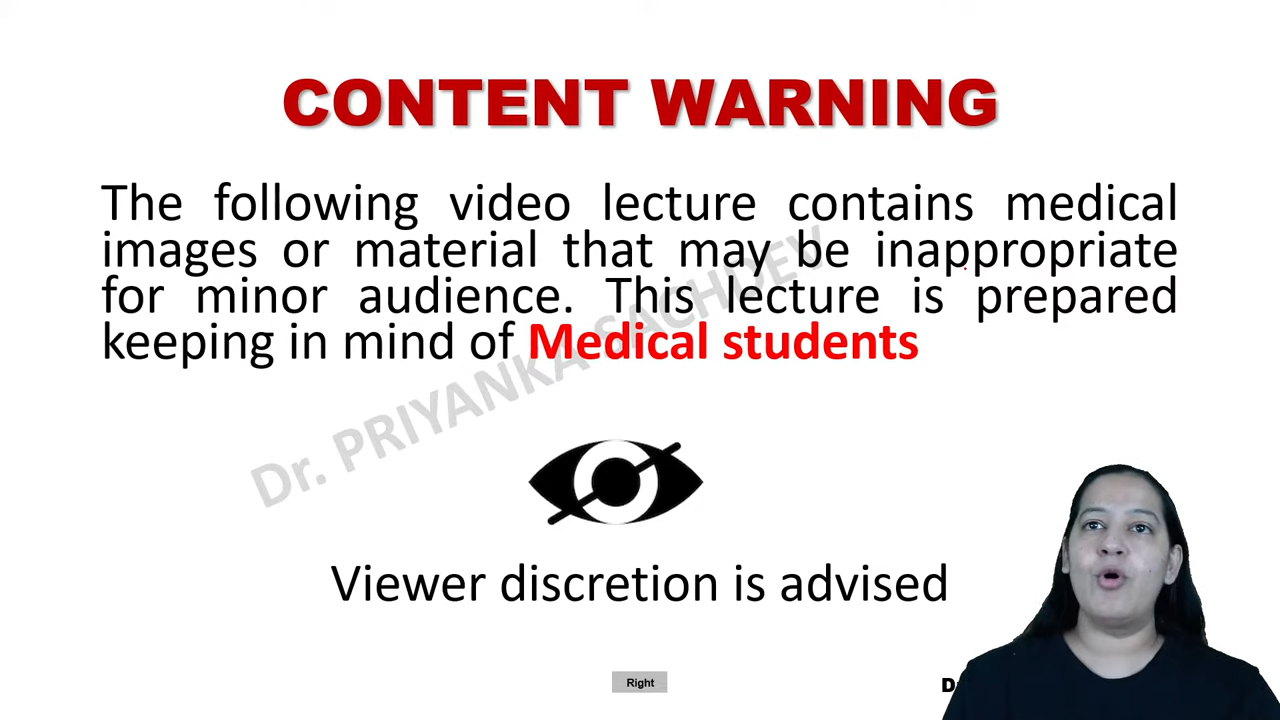 CONTENT WARNING
The following video lecture contains medical
images or material that may be inappropriate
for minor audience. This lecture is prepared
keeping in mind of Medical students
Dr. PRIYANKA SACHDEV
Viewer discretion is advised
Right